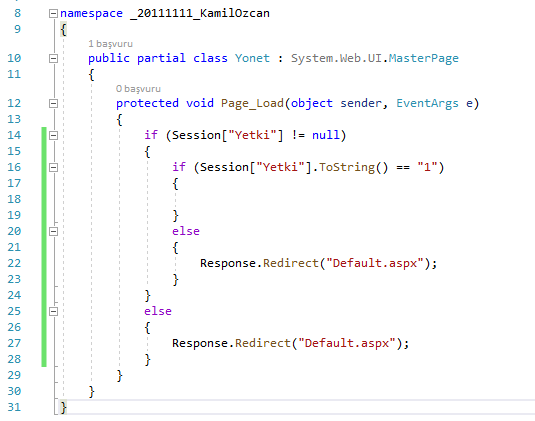 8 namespace _20111111_KamilOzcan
9 {
1 başvuru
10 public partial class Yonet : System.Web.UI.MasterPage
11 {
0 başvuru
12 protected void Page_Load(object sender, EventArgs e)
13 {
14 if (Session["Yetki"] != null)
15 {
16 if (Session["Yetki"].ToString() == "1")
17 {
18
19 }
20 else
21 {
22 Response.Redirect("Default.aspx");
23 }
24 }
25 else
26 {
27 Response.Redirect("Default.aspx");
28 }
29 }
30 }
31 }